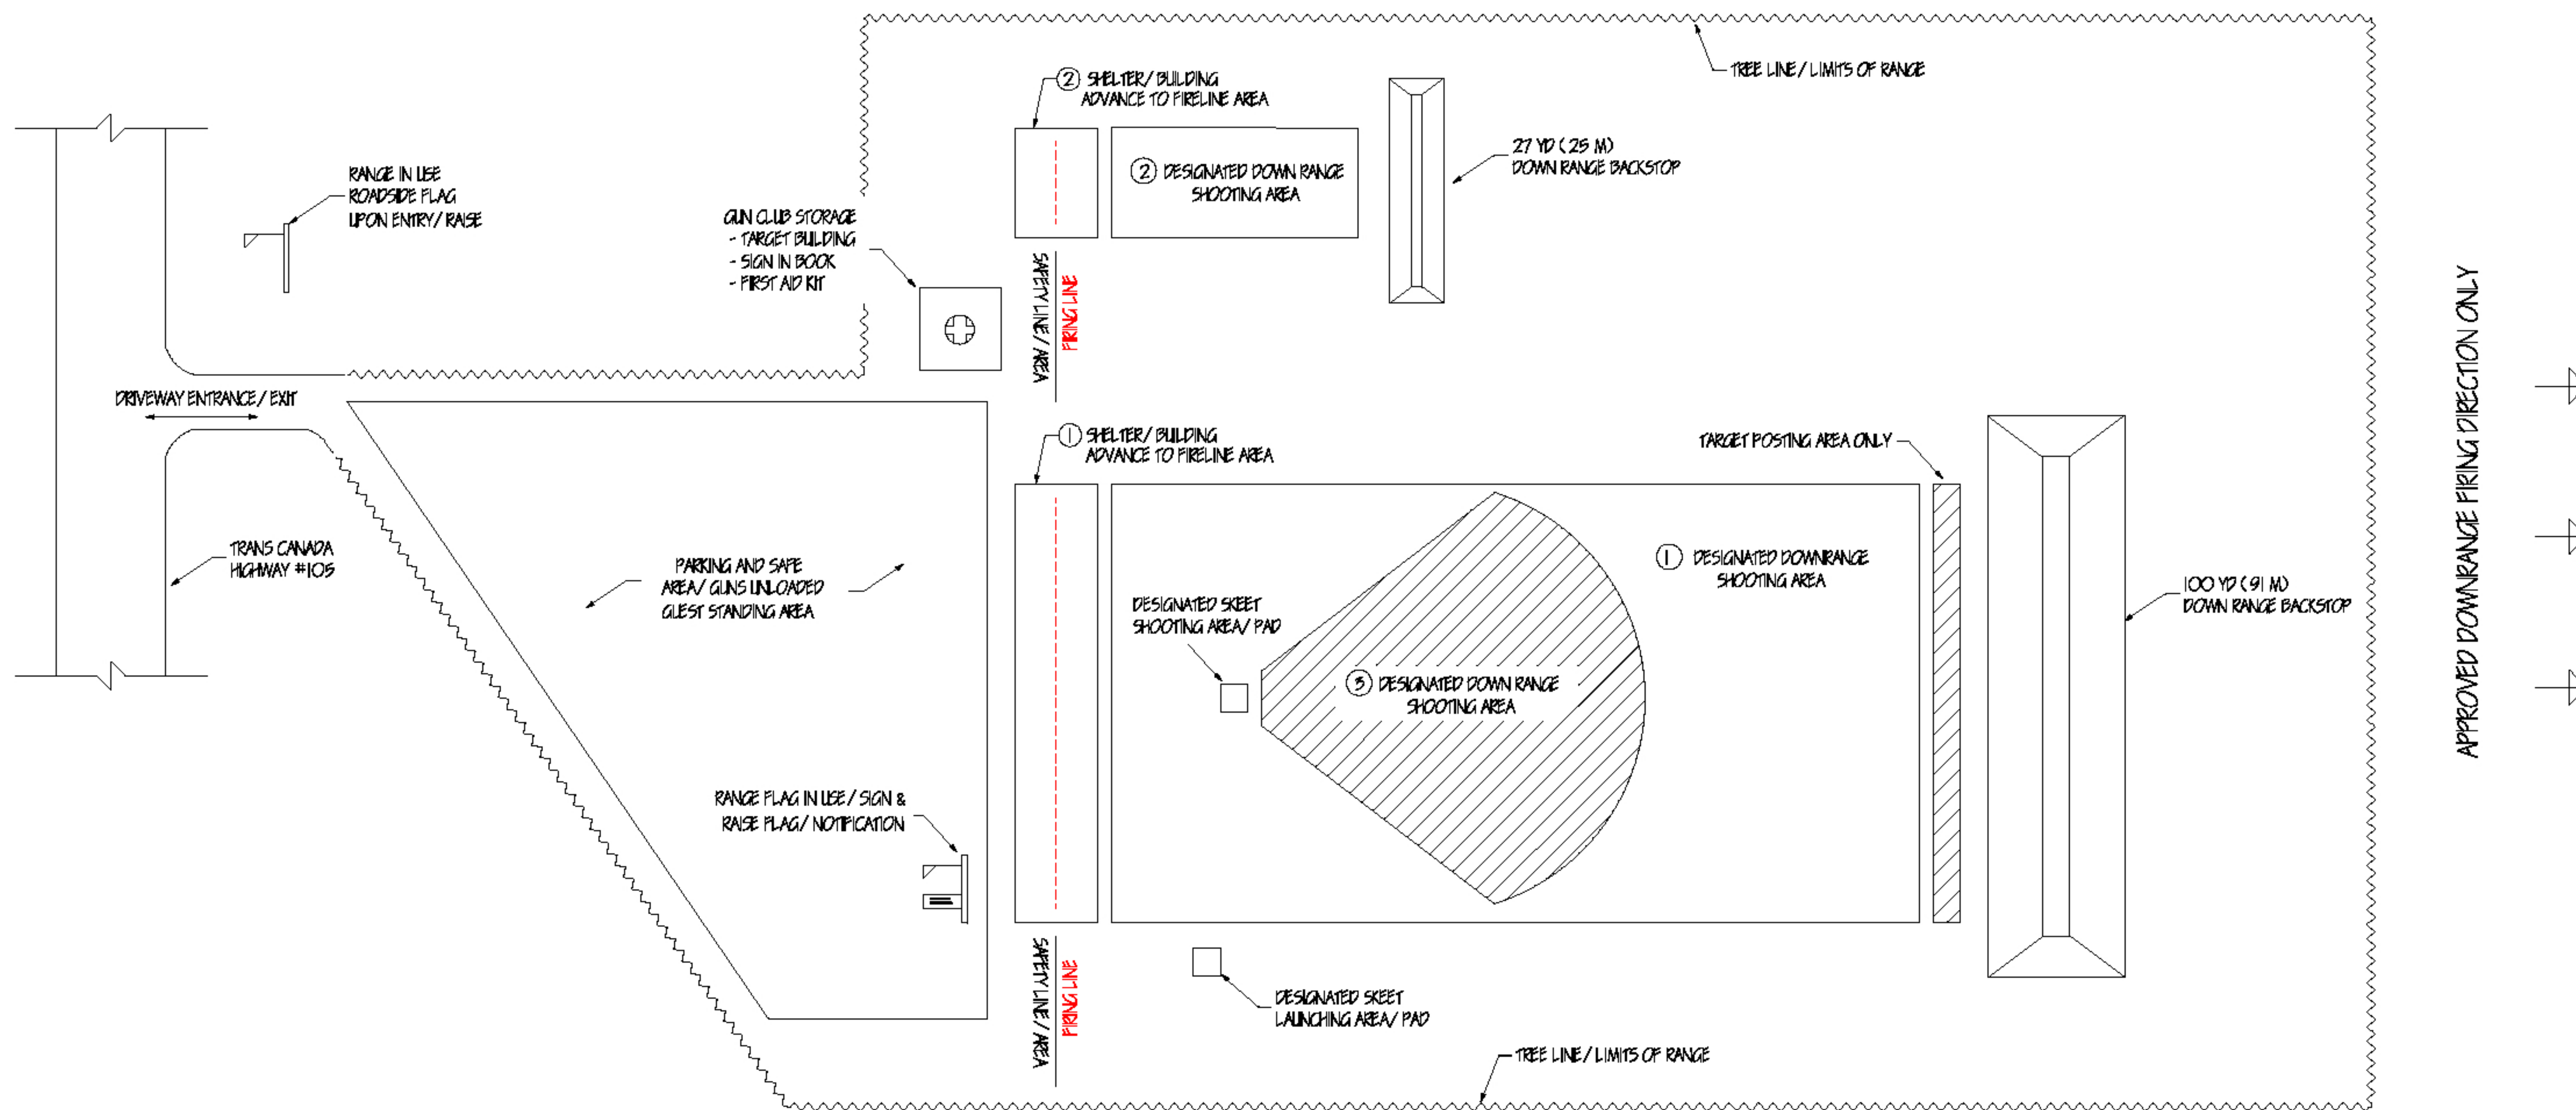 TREE LINE / LIMITS OF RANGE
② SHELTER/ BUILDING
ADVANCE TO FIRELINE AREA
27 YD ( 25 M )
DOWN RANGE BACKSTOP
② DESIGNATED DOWN RANGE
SHOOTING AREA
RANGE IN USE
ROADSIDE FLAG
UPON ENTRY/ RAISE
GUN CLUB STORAGE
- TARGET BUILDING
- SIGN IN BOOK
- FIRST AID KIT
SAFETY LINE / AREA
FIRING LINE
DRIVEWAY ENTRANCE / EXIT
① SHELTER/ BUILDING
ADVANCE TO FIRELINE AREA
TARGET POSTING AREA ONLY
APPROVED DOWNRANGE FIRING DIRECTION ONLY
TRANS CANADA
HIGHWAY #105
PARKING AND SAFE
AREA/ GUNS UNLOADED
GUEST STANDING AREA
① DESIGNATED DOWNRANGE
SHOOTING AREA
100 YD ( 91 M )
DOWN RANGE BACKSTOP
DESIGNATED SKEET
SHOOTING AREA/ PAD
③ DESIGNATED DOWN RANGE
SHOOTING AREA
RANGE FLAG IN USE / SIGN &
RAISE FLAG/ NOTIFICATION
SAFETY LINE / AREA
FIRING LINE
DESIGNATED SKEET
LAUNCHING AREA/ PAD
TREE LINE / LIMITS OF RANGE